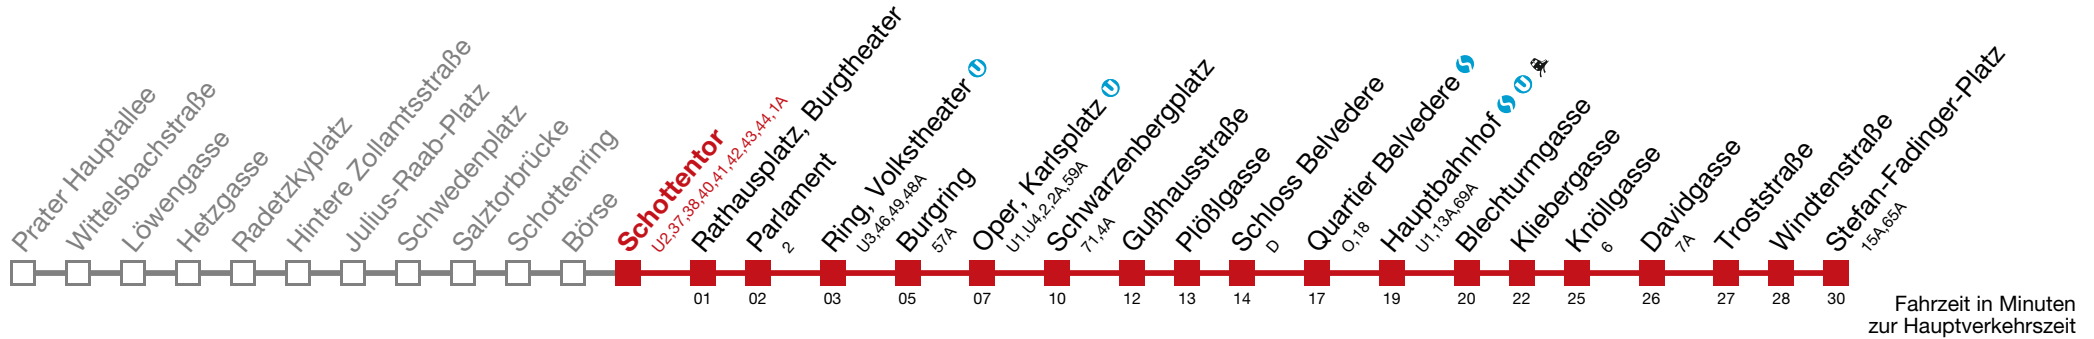 Prater Hauptallee
Wittelsbachstraße
Löwengasse
Hetzgasse
Radetzkyplatz
Hintere Zollamtsstraße
Julius-Raab-Platz
Schwedenplatz
Salztorbrücke
Schottenring
Börse
Schottentor
U2,37,38,40,41,42,43,44,1A
Rathausplatz, Burgtheater
Parlament
2
Ring, Volkstheater U
U3,46,49,48A
Burgring
57A
Oper, Karlsplatz U
U1,U4,2,2A,59A
Schwarzenbergplatz
71,4A
Gußhausstraße
Plößlgasse
Schloss Belvedere
D
Quartier Belvedere S
O,18
Hauptbahnhof S U
U1,13A,69A
Blechturmgasse
Kliebergasse
Knöllgasse
6
Davidgasse
7A
Troststraße
Windtenstraße
Stefan-Fadinger-Platz
15A,65A
01 02 03 05 07 10 12 13 14 17 19 20 22 25 26 27 28 30
Fahrzeit in Minuten
zur Hauptverkehrszeit